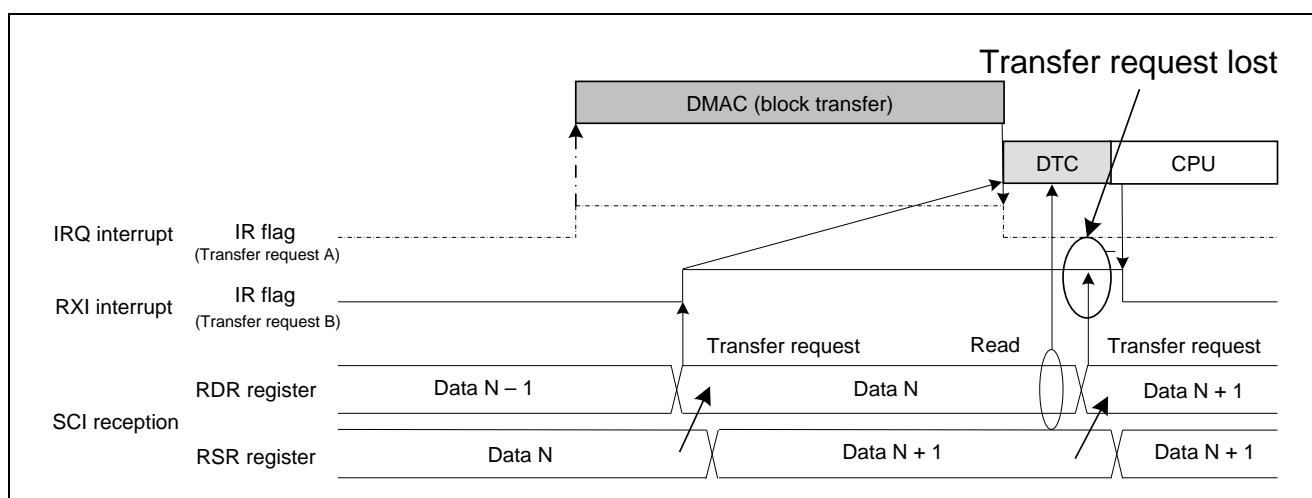 Transfer request lost
DMAC (block transfer)
DTC CPU
IRQ interrupt IR flag
(Transfer request A)
RXI interrupt IR flag
(Transfer request B)
Transfer request Read Transfer request
RDR register Data N – 1 Data N Data N + 1
SCI reception
RSR register Data N Data N + 1 Data N + 1